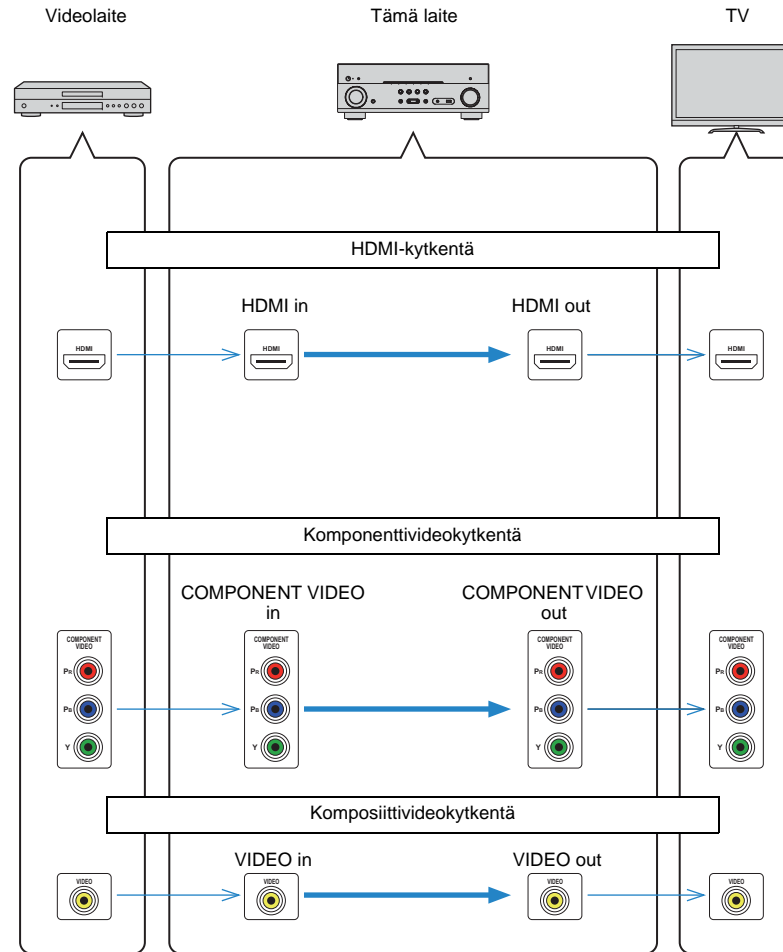 Videolaite
Tämä laite
TV
HDMI-kytkentä
HDMI in
HDMI out
HDMI
HDMI
HDMI
HDMI
Komponenttivideokytkentä
COMPONENT VIDEO
in
COMPONENT VIDEO
out
COMPONENT
VIDEO
PR
PB
Y
COMPONENT
VIDEO
PR
PB
Y
COMPONENT
VIDEO
PR
PB
Y
COMPONENT
VIDEO
PR
PB
Y
Komposiittivideokytkentä
VIDEO in
VIDEO out
VIDEO
VIDEO
VIDEO
VIDEO